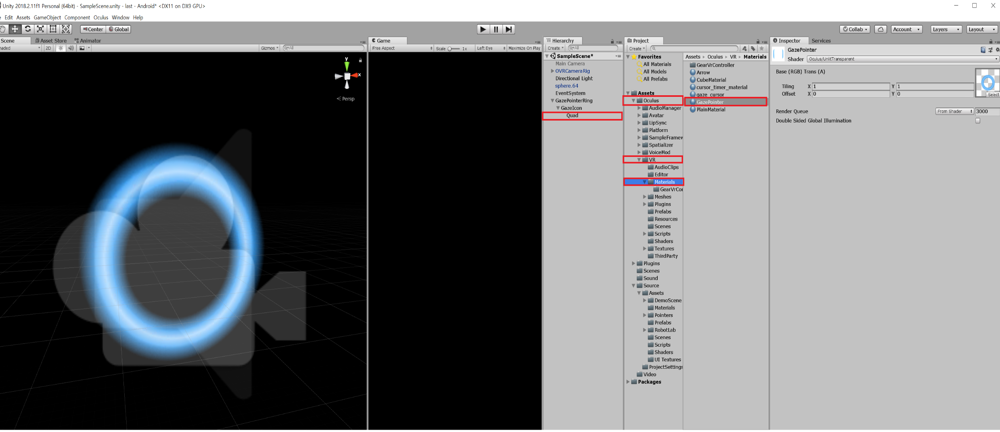 Unity 2018.2.11f1 Personal (64bit) - SampleScene.unity - last - Android* <DX11 on DX9 GPU>
Edit Assets GameObject Component Oculus Window Help
Center Global
Collab Account Layers Layout
Scene Asset Store Animator
2D Gizmos All
y
x
Persp
Game
Free Aspect Scale 1x Left Eye Maximize On Play
Hierarchy
Create All
SampleScene*
Main Camera
OVRCameraRig
Directional Light
sphere.64
EventSystem
GazePointerRing
GazeIcon
Quad
Project
Create
Favorites
All Materials
All Models
All Prefabs
Assets
Oculus
AudioManager
Avatar
LipSync
Platform
SampleFramew
Spatializer
VoiceMod
VR
AudioClips
Editor
Materials
GearVrCor
Meshes
Plugins
Prefabs
Resources
Scenes
Scripts
Shaders
Textures
ThirdParty
Plugins
Scenes
Sound
Source
Assets
DemoScene
Materials
Pointers
Prefabs
RobotLab
Scenes
Scripts
Shaders
UI Textures
ProjectSettings
Video
Packages
Assets Oculus VR Materials
GearVrController
Arrow
CubeMaterial
cursor_timer_material
gaze_cursor
GazePointer
PlainMaterial
Inspector Services
GazePointer
Shader Oculus/UnlitTransparent
Base (RGB) Trans (A)
Tiling X 1 Y 1
Offset X 0 Y 0
Select
Render Queue From Shader 3000
Double Sided Global Illumination